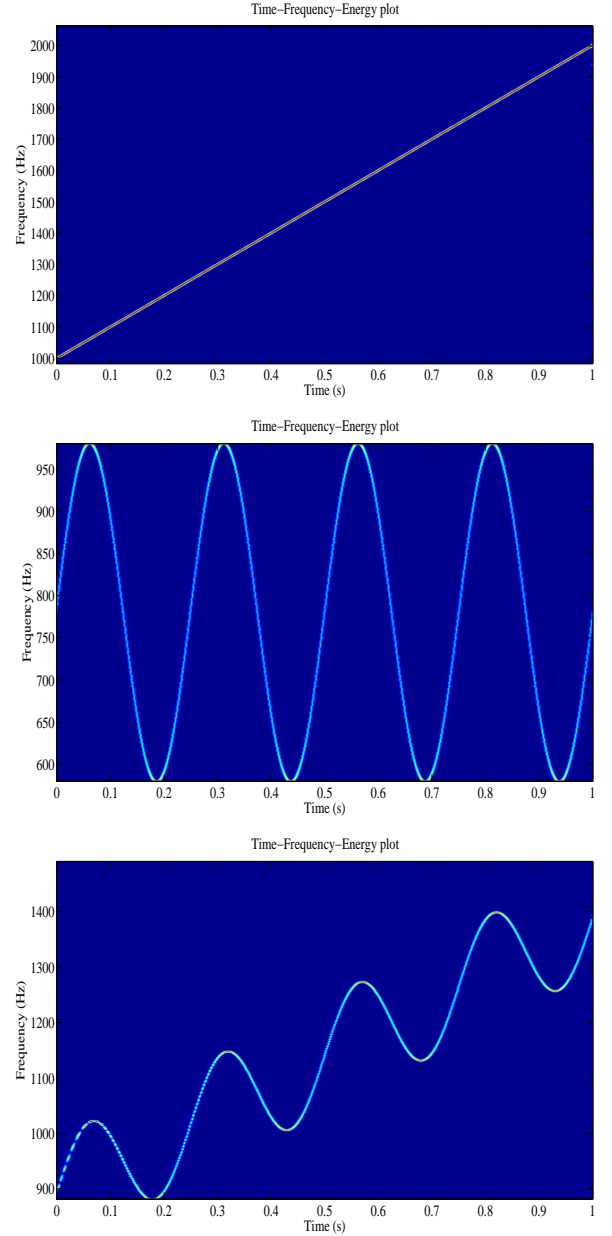 Time−Frequency−Energy plot
2000
1900
1800
1700
1600
1500
1400
1300
1200
1100
1000
Frequency (Hz)
0 0.1 0.2 0.3 0.4 0.5 0.6 0.7 0.8 0.9 1
Time (s)
Time−Frequency−Energy plot
950
900
850
800
750
700
650
600
Frequency (Hz)
0 0.1 0.2 0.3 0.4 0.5 0.6 0.7 0.8 0.9 1
Time (s)
Time−Frequency−Energy plot
1400
1300
1200
1100
1000
900
Frequency (Hz)
0 0.1 0.2 0.3 0.4 0.5 0.6 0.7 0.8 0.9 1
Time (s)